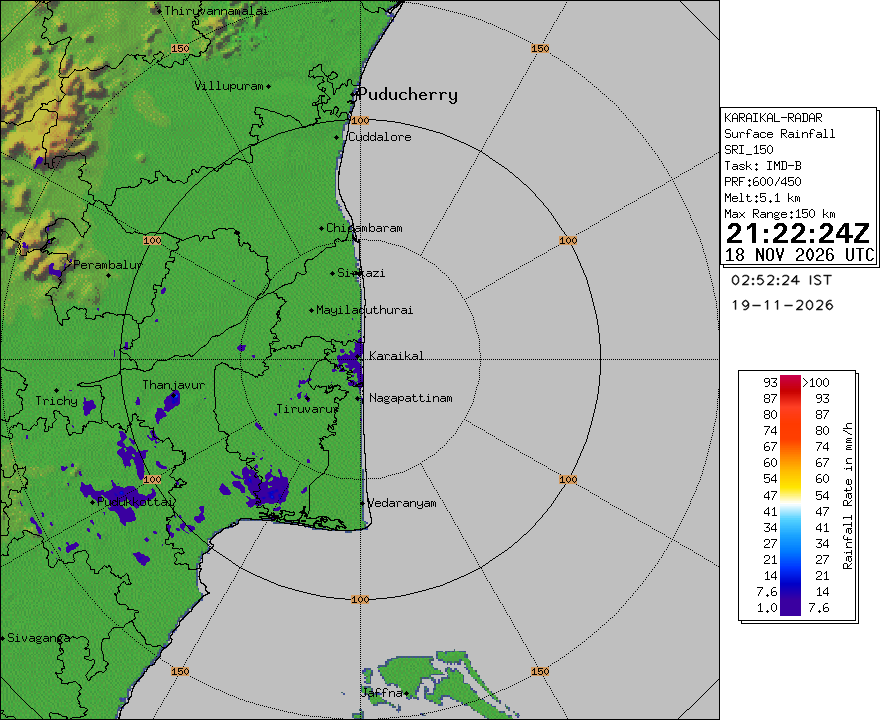 Thiruvannamalai
150
150
Villupuram
Puducherry
100
Cuddalore
Chidambaram
100
100
Perambalur
Sirkazi
Mayiladuthurai
Karaikal
Thanjavur
Trichy
Tiruvarur
Nagapattinam
100
100
Pudukkottai
Vedaranyam
100
Sivaganga
150
150
Jaffna
KARAIKAL-RADAR
Surface Rainfall
SRI_150
Task: IMD-B
PRF:600/450
Melt:5.1 km
Max Range:150 km
21:22:24Z
18 NOV 2026 UTC
02:52:24 IST
19-11-2026
93 >100
87 93
80 87
74 80
67 74
60 67
54 60
47 54
41 47
34 41
27 34
21 27
14 21
7.6 14
1.0 7.6
Rainfall Rate in mm/h